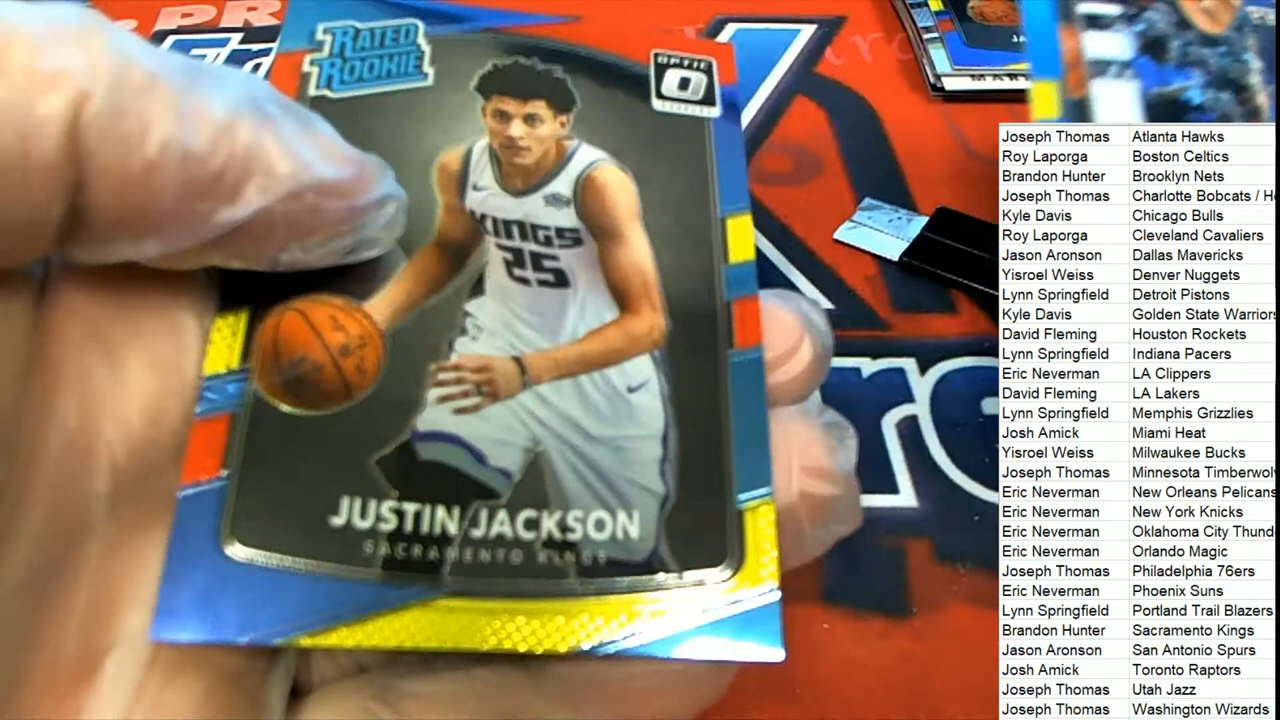 PR
RATED
ROOKIE
OPTIC
O
KINGS
25
JUSTIN JACKSON
SACRAMENTO KINGS
MAR
JA
re
Joseph Thomas Atlanta Hawks
Roy Laporga Boston Celtics
Brandon Hunter Brooklyn Nets
Joseph Thomas Charlotte Bobcats / H
Kyle Davis Chicago Bulls
Roy Laporga Cleveland Cavaliers
Jason Aronson Dallas Mavericks
Yisroel Weiss Denver Nuggets
Lynn Springfield Detroit Pistons
Kyle Davis Golden State Warriors
David Fleming Houston Rockets
Lynn Springfield Indiana Pacers
Eric Neverman LA Clippers
David Fleming LA Lakers
Lynn Springfield Memphis Grizzlies
Josh Amick Miami Heat
Yisroel Weiss Milwaukee Bucks
Joseph Thomas Minnesota Timberwol
Eric Neverman New Orleans Pelicans
Eric Neverman New York Knicks
Eric Neverman Oklahoma City Thund
Eric Neverman Orlando Magic
Joseph Thomas Philadelphia 76ers
Eric Neverman Phoenix Suns
Lynn Springfield Portland Trail Blazers
Brandon Hunter Sacramento Kings
Jason Aronson San Antonio Spurs
Josh Amick Toronto Raptors
Joseph Thomas Utah Jazz
Joseph Thomas Washington Wizards